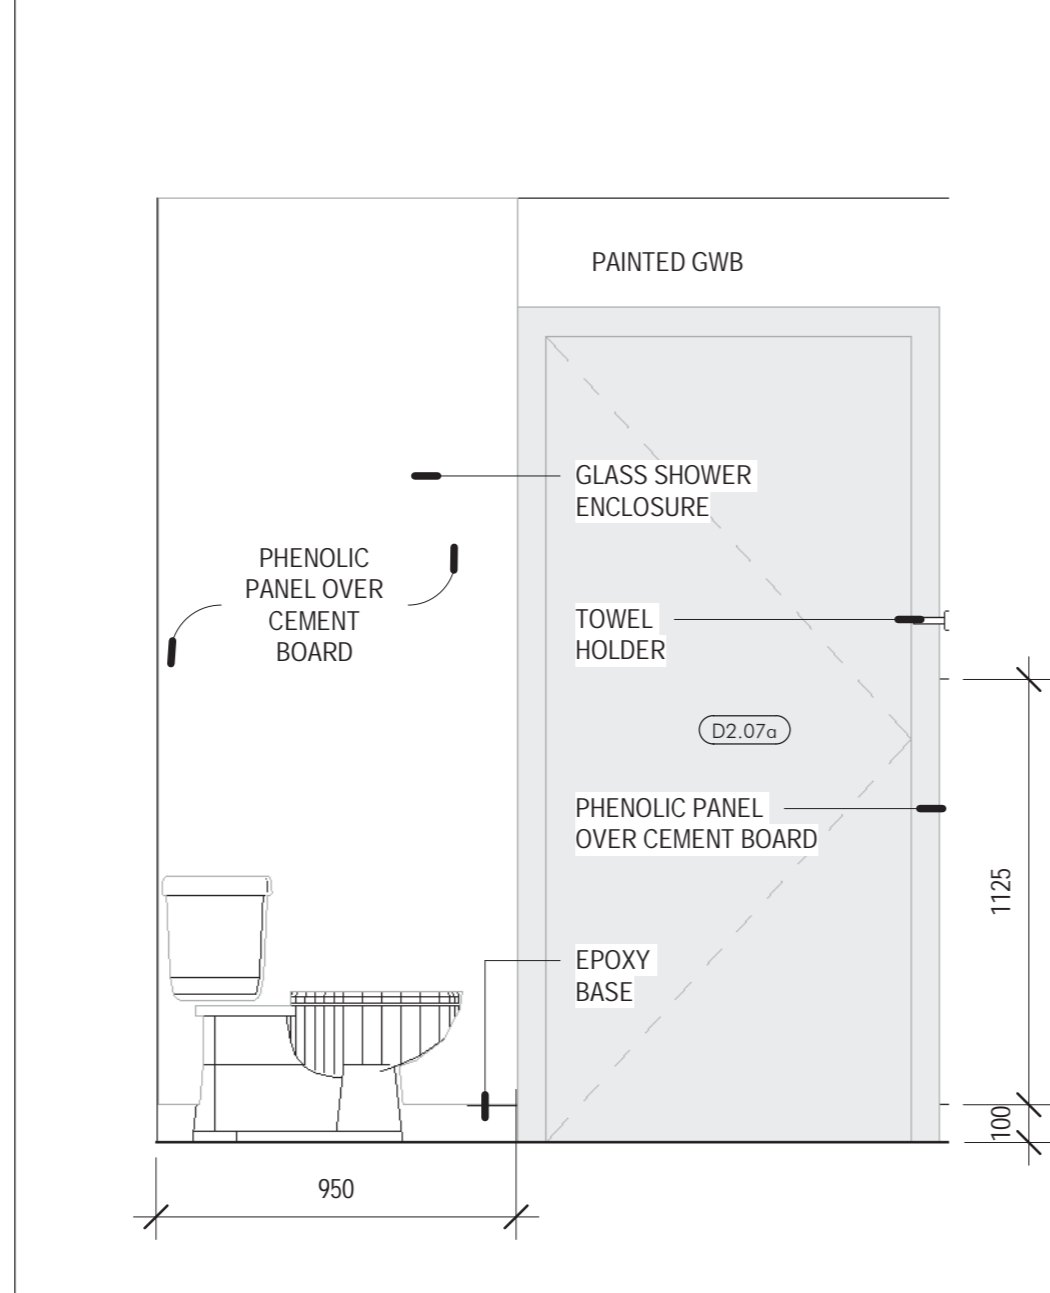 PAINTED GWB
GLASS SHOWER
ENCLOSURE
PHENOLIC
PANEL OVER
CEMENT
BOARD
TOWEL
HOLDER
D2.07a
PHENOLIC PANEL
OVER CEMENT BOARD
1125
EPOXY
BASE
100
950